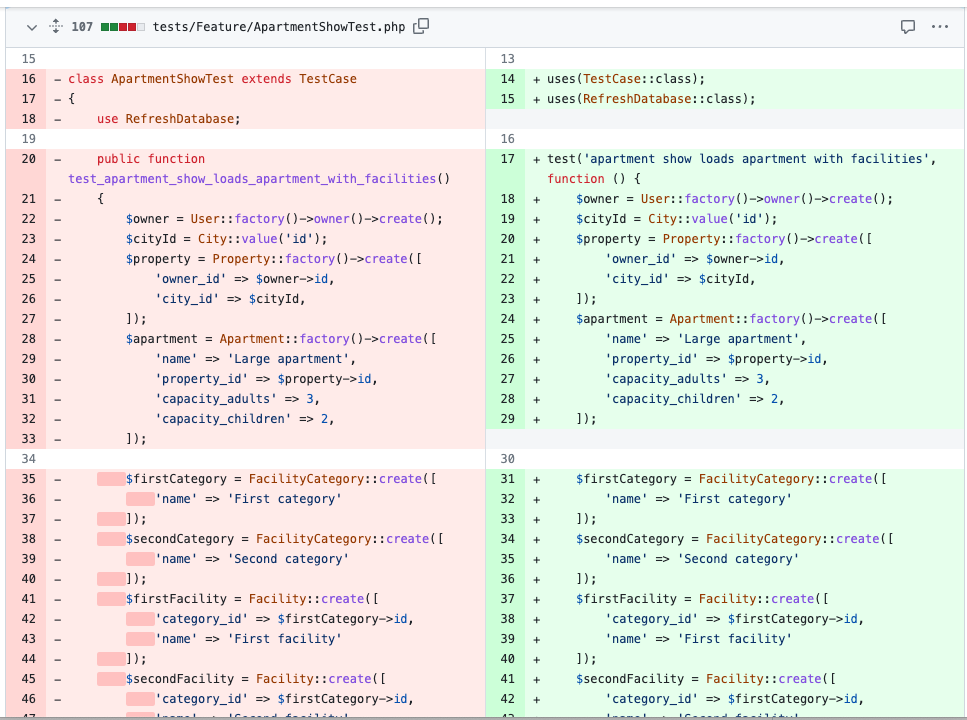 107 tests/Feature/ApartmentShowTest.php
15
16 - class ApartmentShowTest extends TestCase
17 - {
18 - use RefreshDatabase;
19
20 - public function
test_apartment_show_loads_apartment_with_facilities()
21 - {
22 - $owner = User::factory()->owner()->create();
23 - $cityId = City::value('id');
24 - $property = Property::factory()->create([
25 - 'owner_id' => $owner->id,
26 - 'city_id' => $cityId,
27 - ]);
28 - $apartment = Apartment::factory()->create([
29 - 'name' => 'Large apartment',
30 - 'property_id' => $property->id,
31 - 'capacity_adults' => 3,
32 - 'capacity_children' => 2,
33 - ]);
34
35 - $firstCategory = FacilityCategory::create([
36 - 'name' => 'First category'
37 - ]);
38 - $secondCategory = FacilityCategory::create([
39 - 'name' => 'Second category'
40 - ]);
41 - $firstFacility = Facility::create([
42 - 'category_id' => $firstCategory->id,
43 - 'name' => 'First facility'
44 - ]);
45 - $secondFacility = Facility::create([
46 - 'category_id' => $firstCategory->id,
47 - 'name' => 'Second facility'
13
14 + uses(TestCase::class);
15 + uses(RefreshDatabase::class);
16
17 + test('apartment show loads apartment with facilities',
function () {
18 + $owner = User::factory()->owner()->create();
19 + $cityId = City::value('id');
20 + $property = Property::factory()->create([
21 + 'owner_id' => $owner->id,
22 + 'city_id' => $cityId,
23 + ]);
24 + $apartment = Apartment::factory()->create([
25 + 'name' => 'Large apartment',
26 + 'property_id' => $property->id,
27 + 'capacity_adults' => 3,
28 + 'capacity_children' => 2,
29 + ]);
30
31 + $firstCategory = FacilityCategory::create([
32 + 'name' => 'First category'
33 + ]);
34 + $secondCategory = FacilityCategory::create([
35 + 'name' => 'Second category'
36 + ]);
37 + $firstFacility = Facility::create([
38 + 'category_id' => $firstCategory->id,
39 + 'name' => 'First facility'
40 + ]);
41 + $secondFacility = Facility::create([
42 + 'category_id' => $firstCategory->id,
43 + 'name' => 'Second facility'